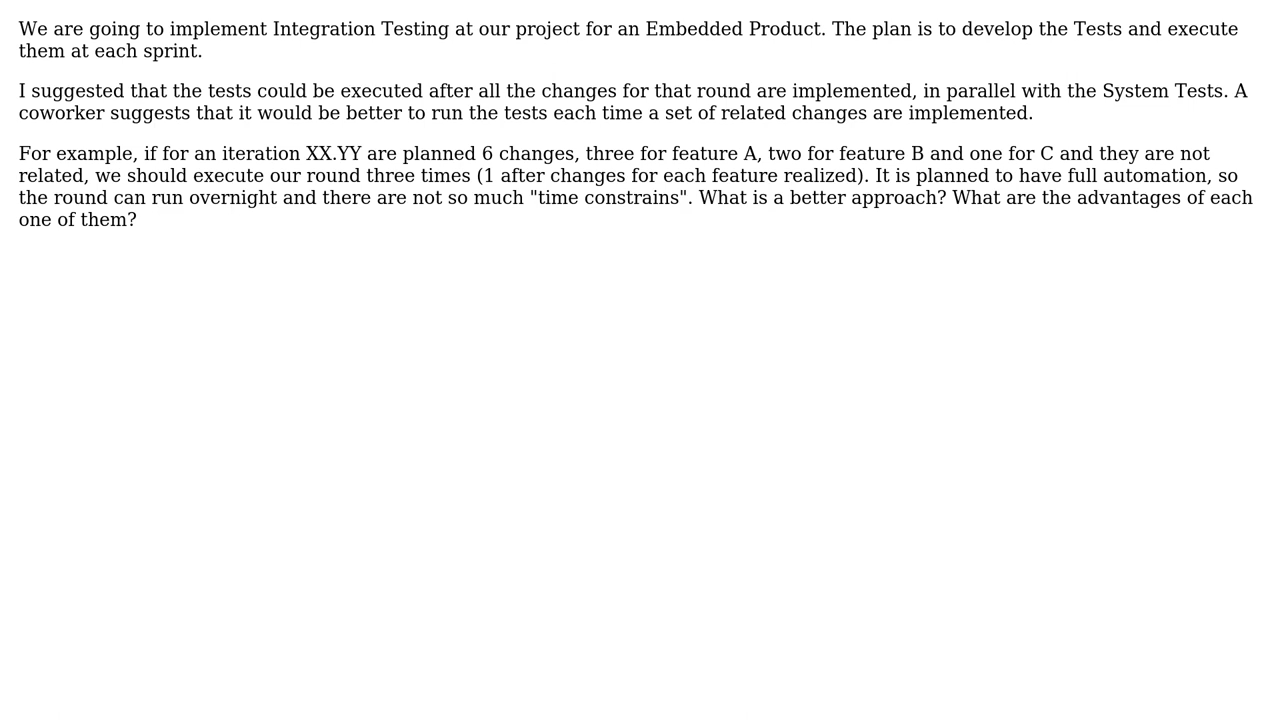 We are going to implement Integration Testing at our project for an Embedded Product. The plan is to develop the Tests and execute
them at each sprint.
I suggested that the tests could be executed after all the changes for that round are implemented, in parallel with the System Tests. A
coworker suggests that it would be better to run the tests each time a set of related changes are implemented.
For example, if for an iteration XX.YY are planned 6 changes, three for feature A, two for feature B and one for C and they are not
related, we should execute our round three times (1 after changes for each feature realized). It is planned to have full automation, so
the round can run overnight and there are not so much "time constrains". What is a better approach? What are the advantages of each
one of them?